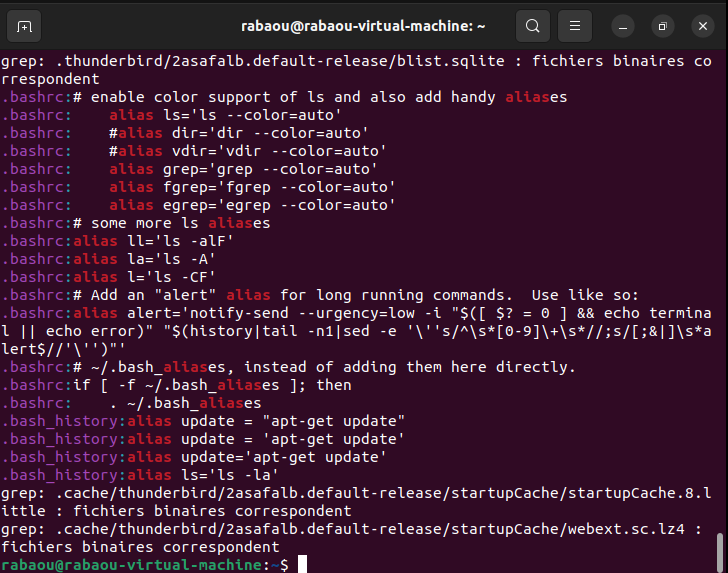 rabaou@rabaou-virtual-machine: ~
grep: .thunderbird/2asafalb.default-release/blist.sqlite : fichiers binaires co
rrespondent
.bashrc:# enable color support of ls and also add handy aliases
.bashrc:    alias ls='ls --color=auto'
.bashrc:    #alias dir='dir --color=auto'
.bashrc:    #alias vdir='vdir --color=auto'
.bashrc:    alias grep='grep --color=auto'
.bashrc:    alias fgrep='fgrep --color=auto'
.bashrc:    alias egrep='egrep --color=auto'
.bashrc:# some more ls aliases
.bashrc:alias ll='ls -alF'
.bashrc:alias la='ls -A'
.bashrc:alias l='ls -CF'
.bashrc:# Add an "alert" alias for long running commands.  Use like so:
.bashrc:alias alert='notify-send --urgency=low -i "$([ $? = 0 ] && echo termina
l || echo error)" "$(history|tail -n1|sed -e '\''s/^\s*[0-9]\+\s*//;s/[;&|]\s*a
lert$//'\'')"'
.bashrc:# ~/.bash_aliases, instead of adding them here directly.
.bashrc:if [ -f ~/.bash_aliases ]; then
.bashrc:    . ~/.bash_aliases
.bash_history:alias update = "apt-get update"
.bash_history:alias update = 'apt-get update'
.bash_history:alias update='apt-get update'
.bash_history:alias ls='ls -la'
grep: .cache/thunderbird/2asafalb.default-release/startupCache/startupCache.8.l
ittle : fichiers binaires correspondent
grep: .cache/thunderbird/2asafalb.default-release/startupCache/webext.sc.lz4 :
fichiers binaires correspondent
rabaou@rabaou-virtual-machine:~$